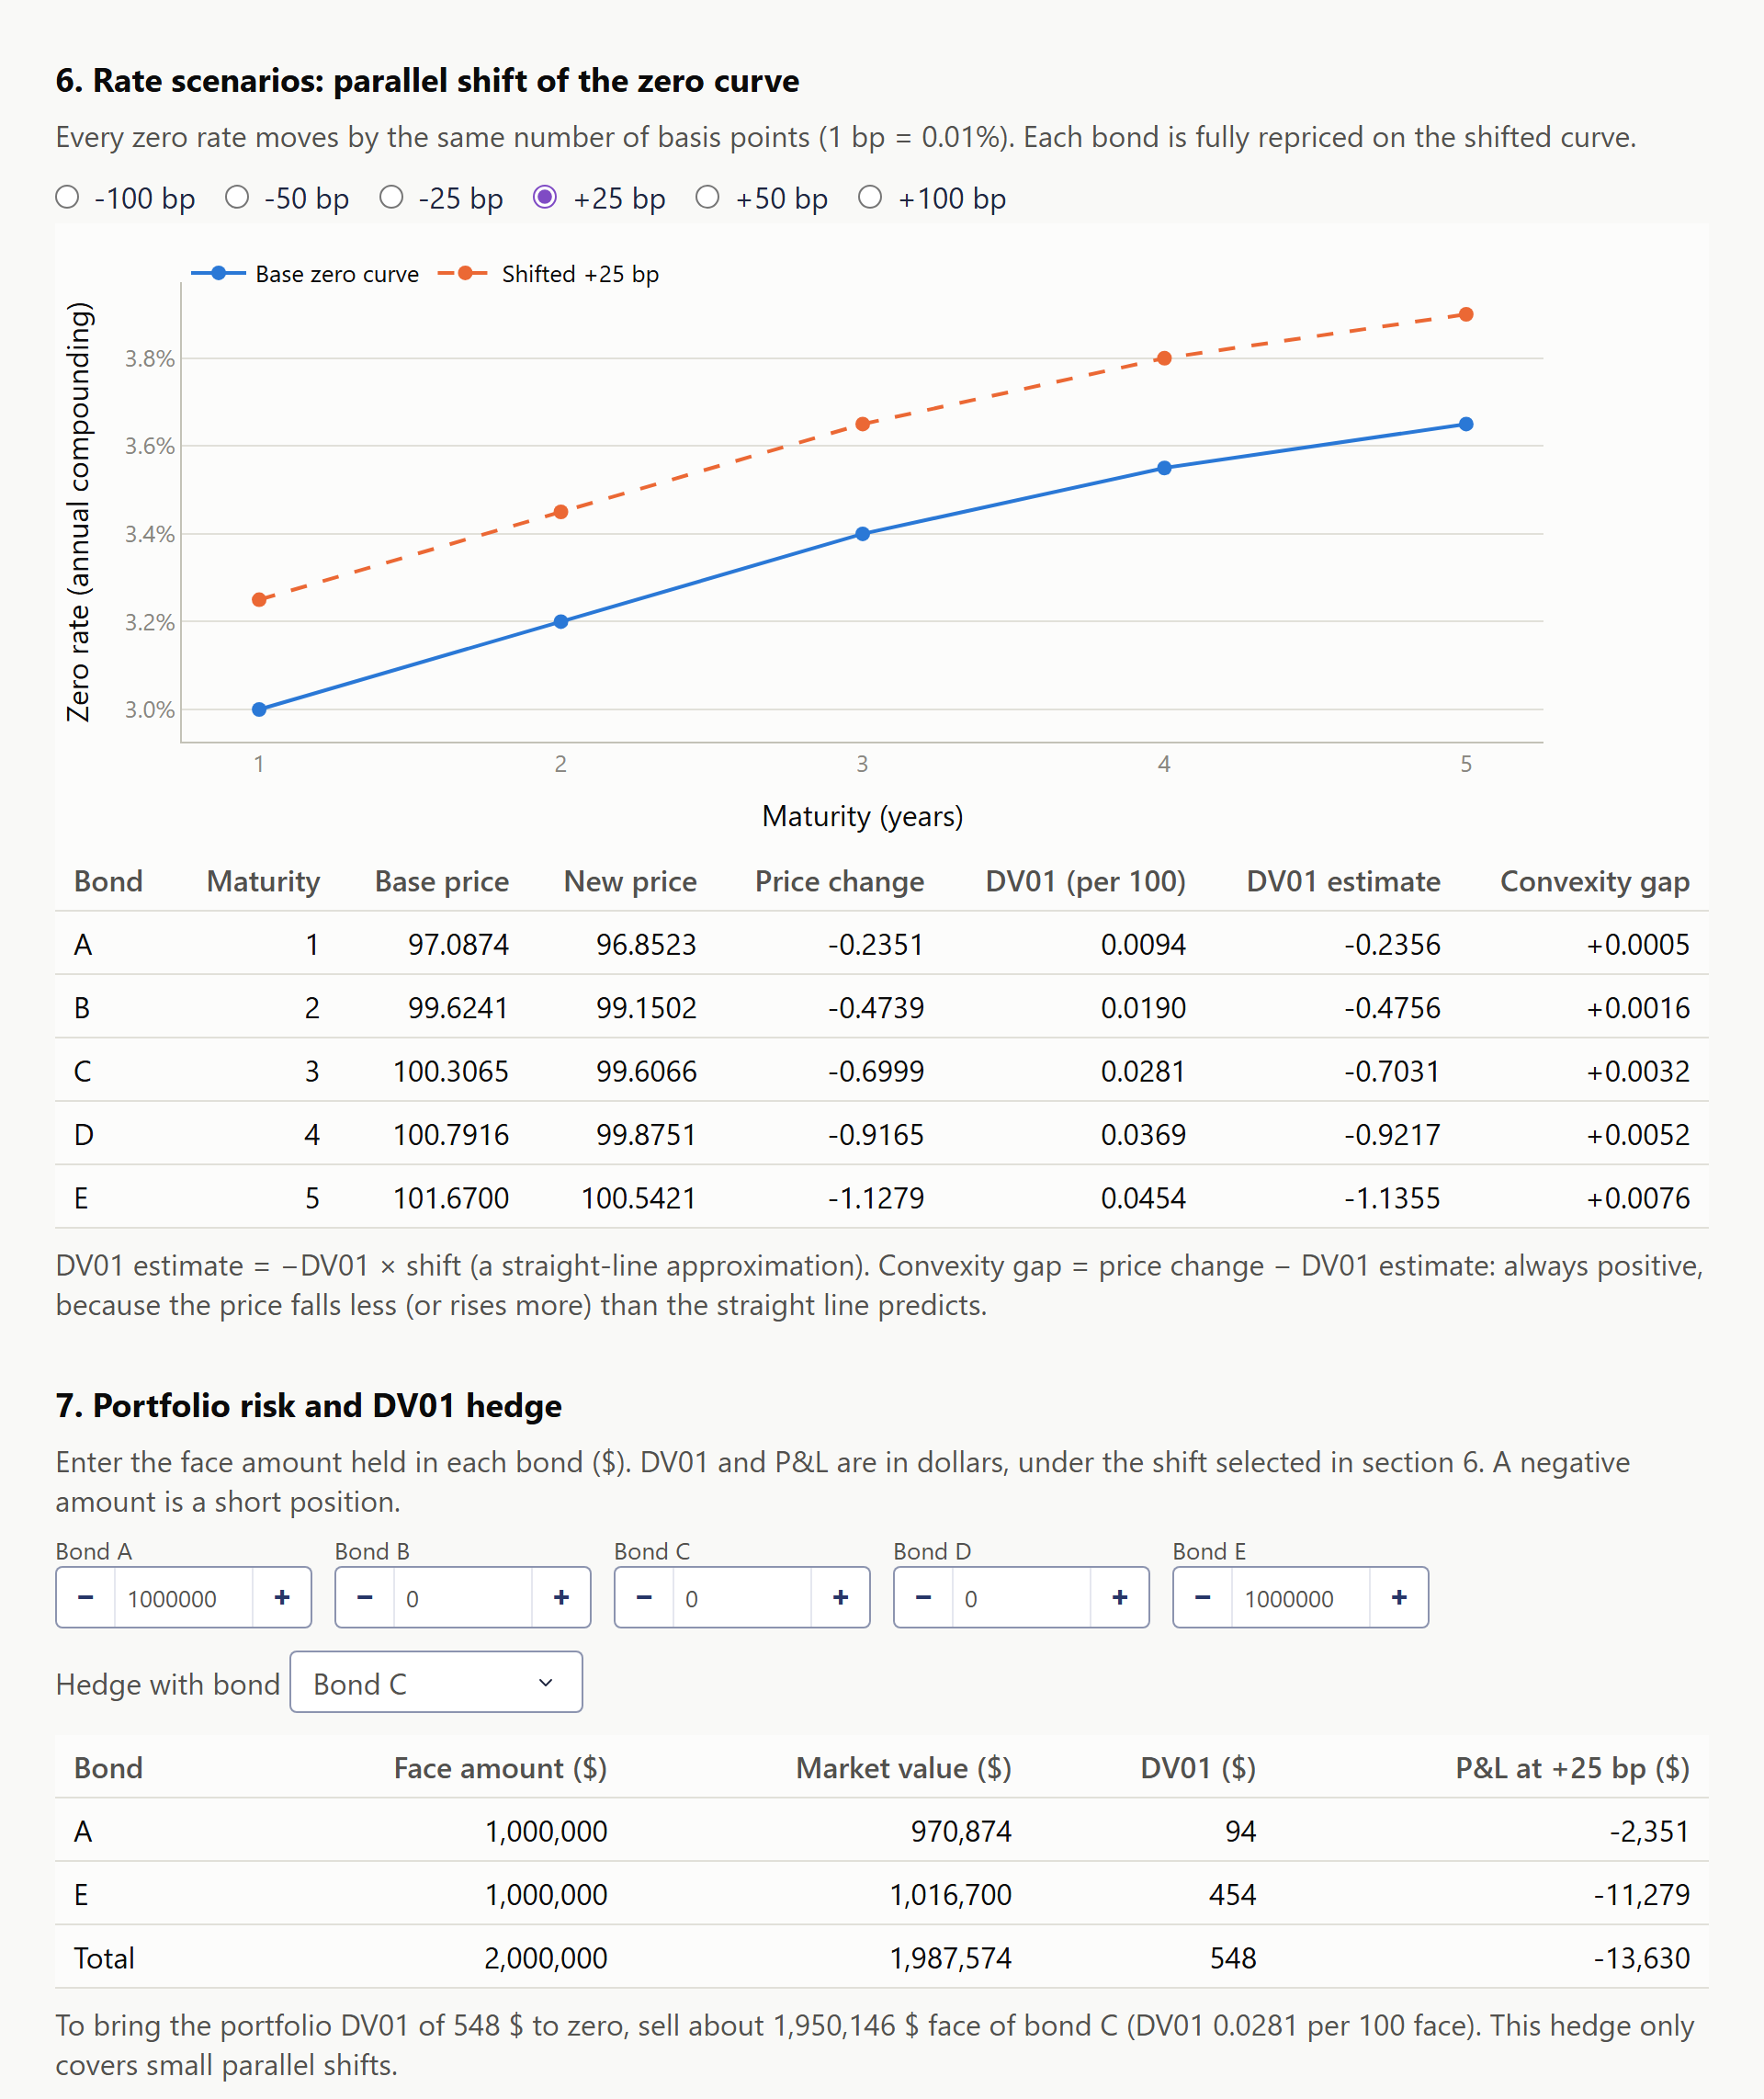 6. Rate scenarios: parallel shift of the zero curve
Every zero rate moves by the same number of basis points (1 bp = 0.01%). Each bond is fully repriced on the shifted curve.
-100 bp -50 bp -25 bp +25 bp +50 bp +100 bp
Base zero curve Shifted +25 bp
Zero rate (annual compounding)
3.8%
3.6%
3.4%
3.2%
3.0%
1 2 3 4 5
Maturity (years)
Bond Maturity Base price New price Price change DV01 (per 100) DV01 estimate Convexity gap
A 1 97.0874 96.8523 -0.2351 0.0094 -0.2356 +0.0005
B 2 99.6241 99.1502 -0.4739 0.0190 -0.4756 +0.0016
C 3 100.3065 99.6066 -0.6999 0.0281 -0.7031 +0.0032
D 4 100.7916 99.8751 -0.9165 0.0369 -0.9217 +0.0052
E 5 101.6700 100.5421 -1.1279 0.0454 -1.1355 +0.0076
DV01 estimate = −DV01 × shift (a straight-line approximation). Convexity gap = price change − DV01 estimate: always positive,
because the price falls less (or rises more) than the straight line predicts.
7. Portfolio risk and DV01 hedge
Enter the face amount held in each bond ($). DV01 and P&L are in dollars, under the shift selected in section 6. A negative
amount is a short position.
Bond A Bond B Bond C Bond D Bond E
− 1000000 + − 0 + − 0 + − 0 + − 1000000 +
Hedge with bond Bond C
Bond Face amount ($) Market value ($) DV01 ($) P&L at +25 bp ($)
A 1,000,000 970,874 94 -2,351
E 1,000,000 1,016,700 454 -11,279
Total 2,000,000 1,987,574 548 -13,630
To bring the portfolio DV01 of 548 $ to zero, sell about 1,950,146 $ face of bond C (DV01 0.0281 per 100 face). This hedge only
covers small parallel shifts.